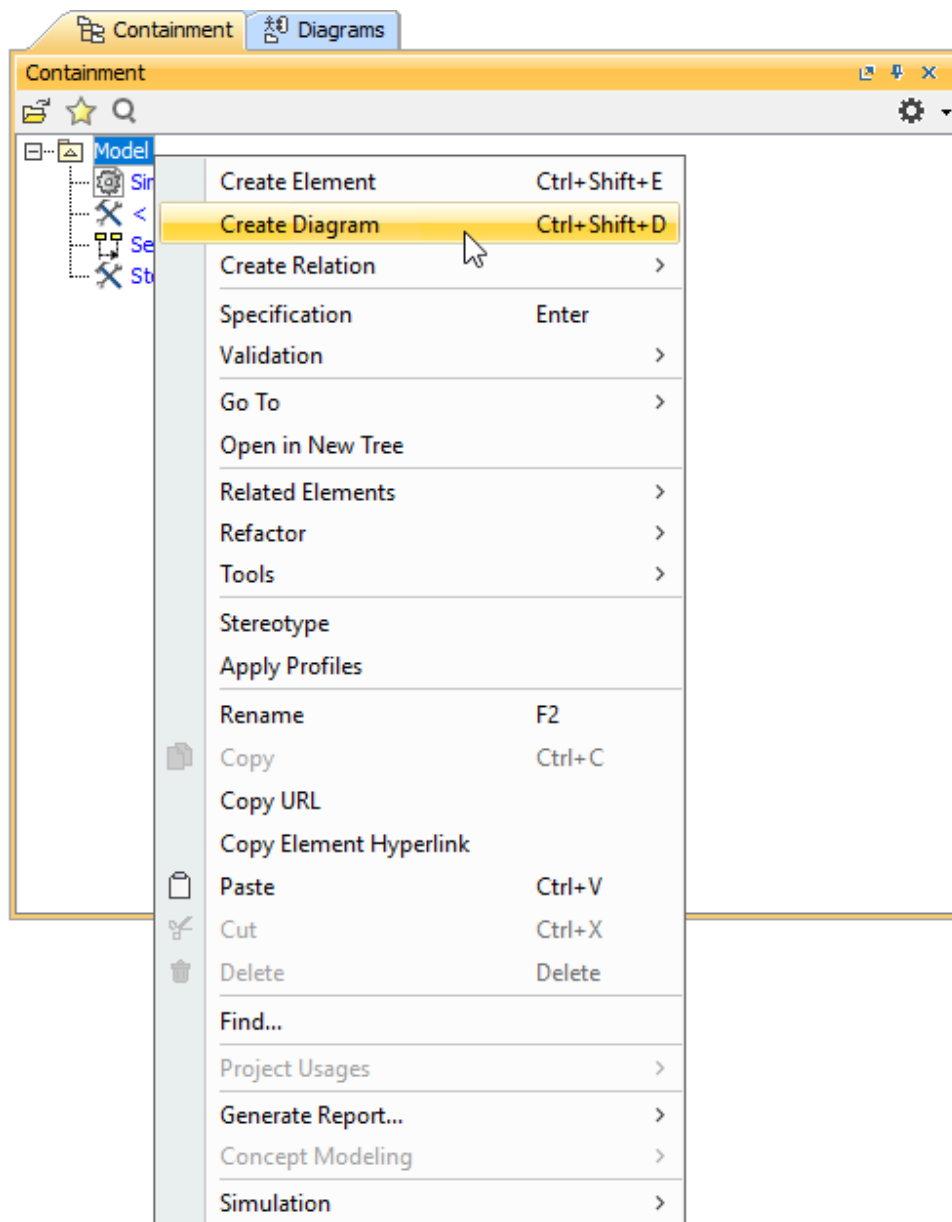 Containment Diagrams
Containment
Model
Create Element Ctrl+Shift+E
Create Diagram Ctrl+Shift+D
Create Relation
Specification Enter
Validation
Go To
Open in New Tree
Related Elements
Refactor
Tools
Stereotype
Apply Profiles
Rename F2
Copy Ctrl+C
Copy URL
Copy Element Hyperlink
Paste Ctrl+V
Cut Ctrl+X
Delete Delete
Find...
Project Usages
Generate Report...
Concept Modeling
Simulation